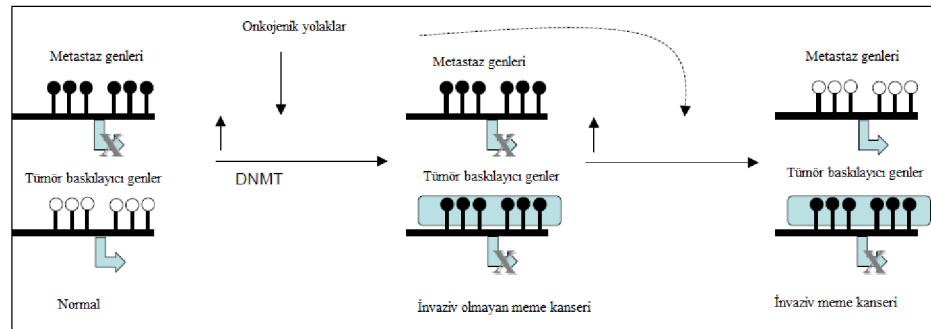 Onkojenik yolaklar
Metastaz genleri
Metastaz genleri
Metastaz genleri
X
X
DNMT
Tümör baskılayıcı genler
Tümör baskılayıcı genler
Tümör baskılayıcı genler
X
X
Normal
İnvaziv olmayan meme kanseri
İnvaziv meme kanseri